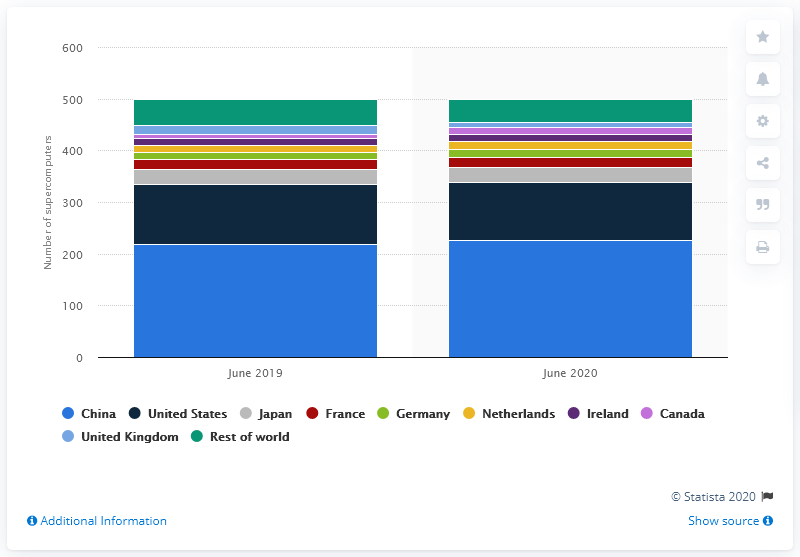 600
500
400
300
200
100
0
Number of supercomputers
June 2019
June 2020
China
United States
Japan
France
Germany
Netherlands
Ireland
Canada
United Kingdom
Rest of world
© Statista 2020
Additional Information
Show source